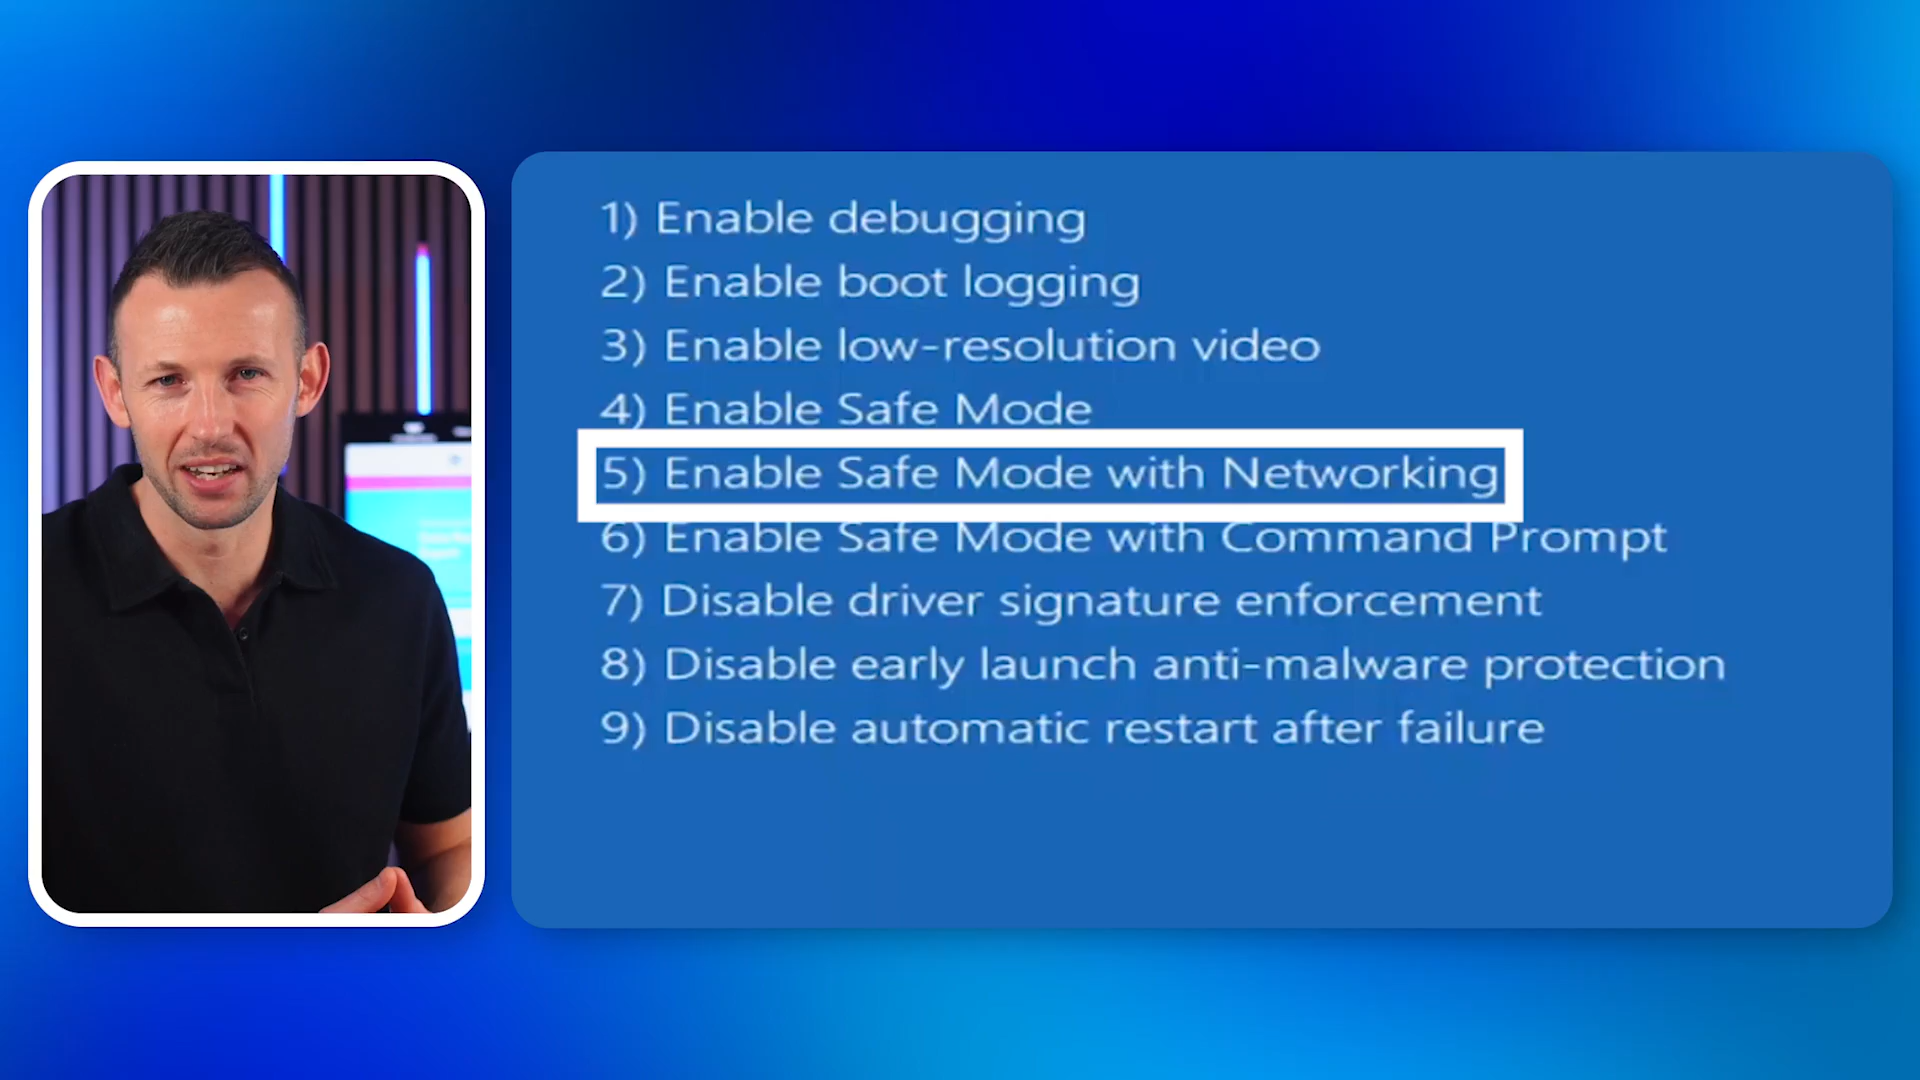 1) Enable debugging
2) Enable boot logging
3) Enable low-resolution video
4) Enable Safe Mode
5) Enable Safe Mode with Networking
6) Enable Safe Mode with Command Prompt
7) Disable driver signature enforcement
8) Disable early launch anti-malware protection
9) Disable automatic restart after failure